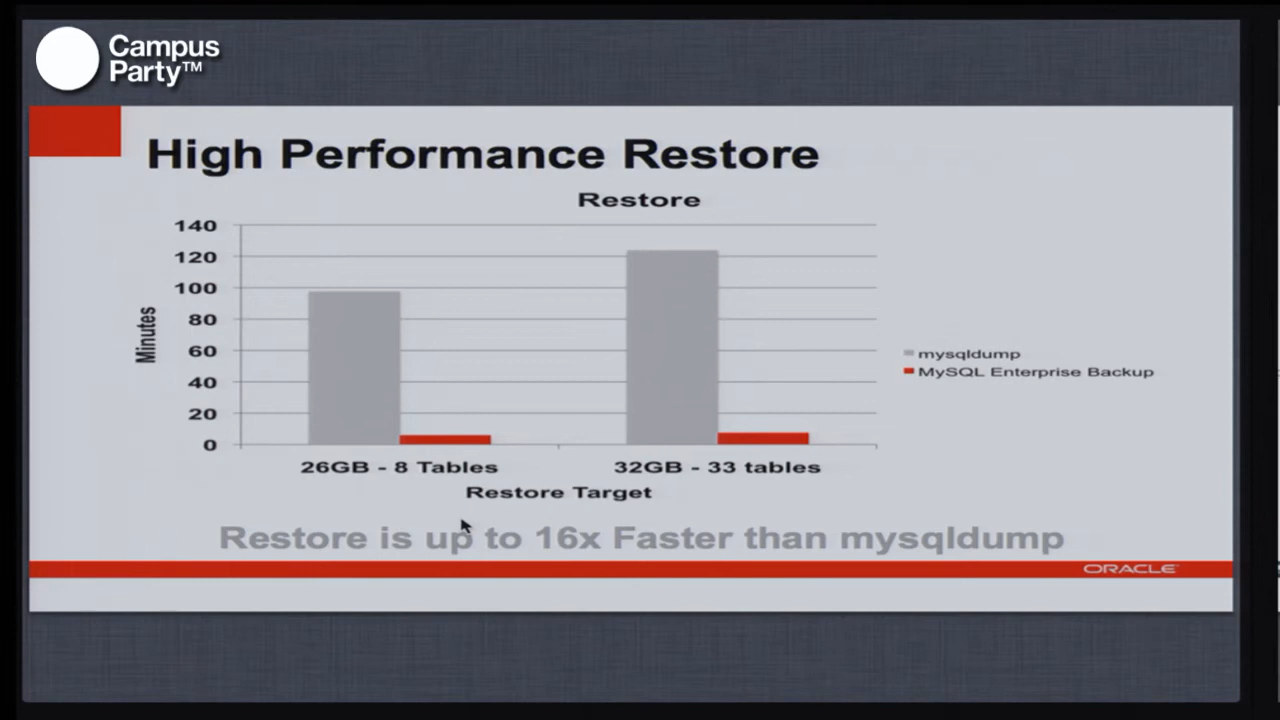 Campus
Party™
High Performance Restore
Restore
140
120
100
80
60
40
20
0
Minutes
mysqldump
MySQL Enterprise Backup
26GB - 8 Tables
32GB - 33 tables
Restore Target
Restore is up to 16x Faster than mysqldump
ORACLE